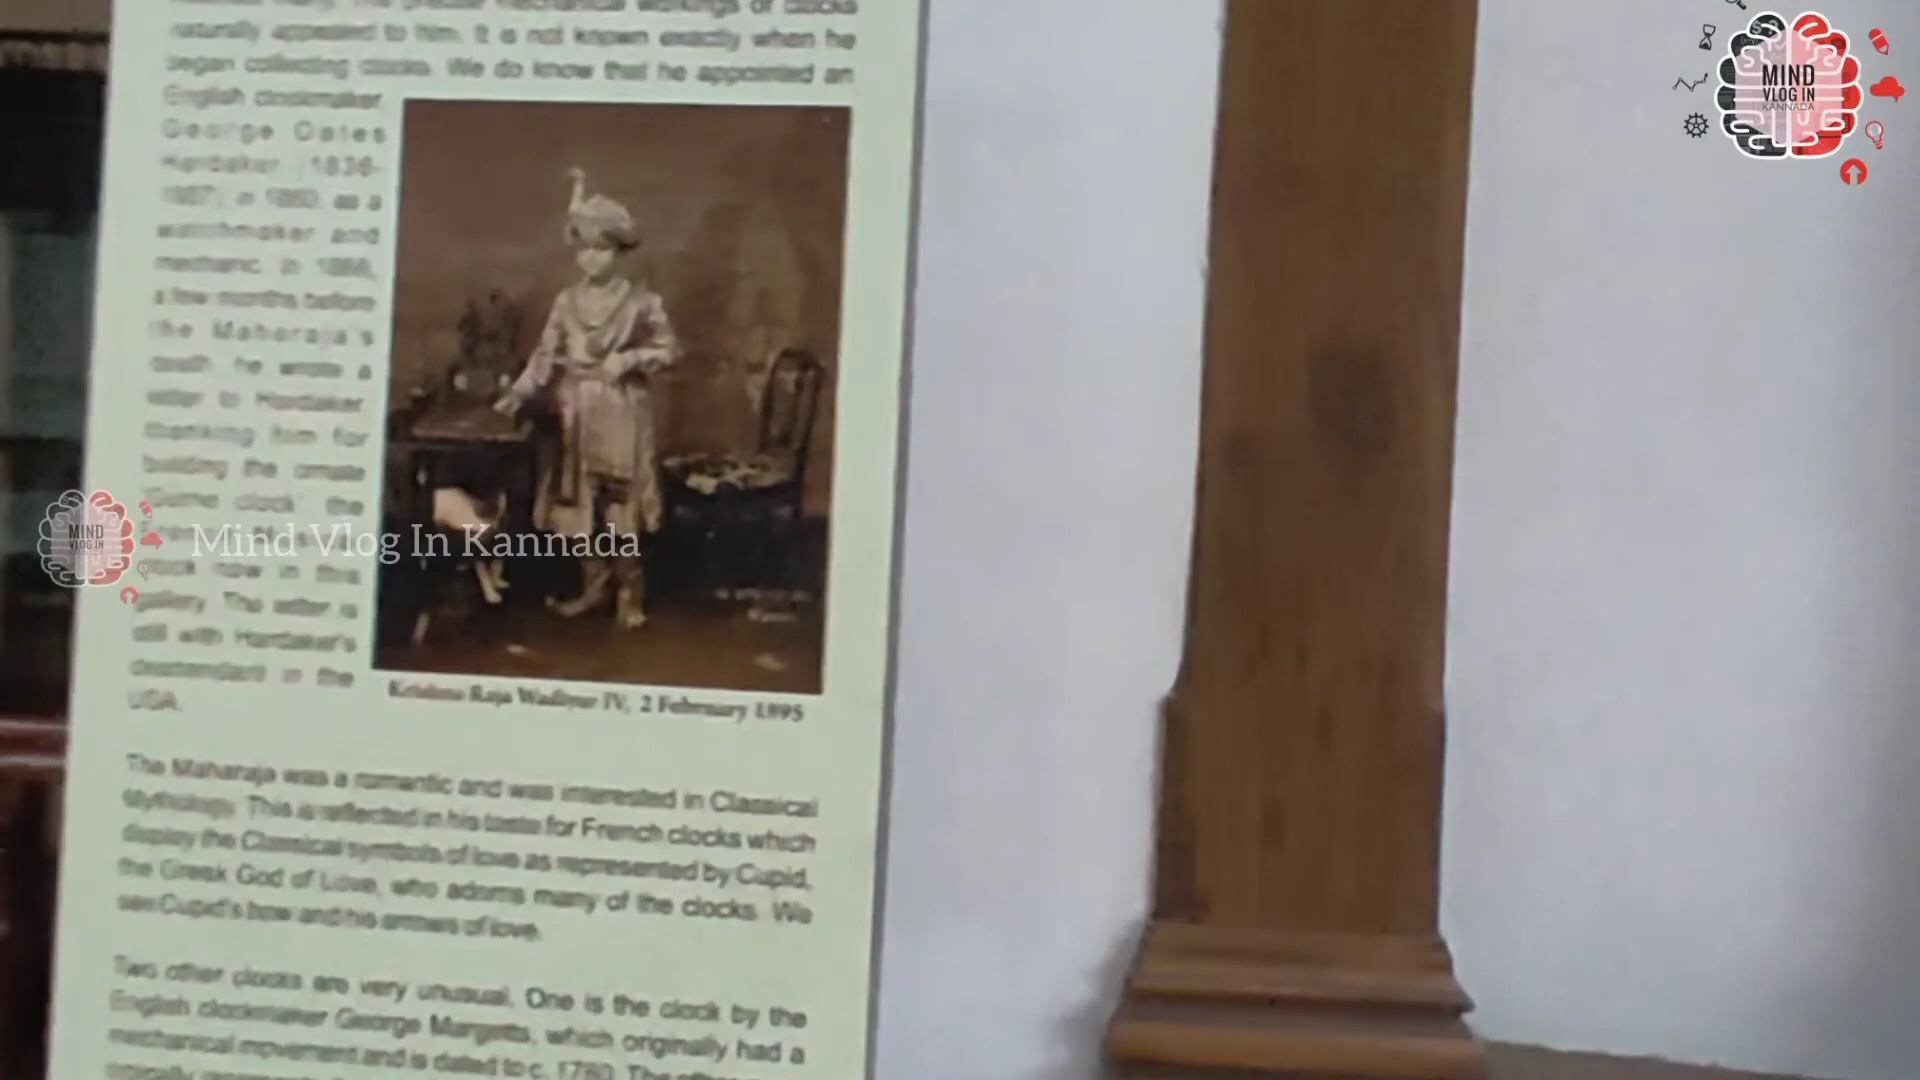 naturally appealed to him. It is not known exactly when he
began collecting clocks. We do know that he appointed an
English clockmaker,
George Oates
Hardaker (1836-
in as a
watchmaker and
mechanic. In
a few months before
the Maharaja's
death, he wrote a
letter to Hardaker
thanking him for
building the ornate
clock' the
clock now in this
gallery. The letter is
still with Hardaker's
descendant in the
USA.
Krishna Raja Wadiyar IV, 2 February 1895
The Maharaja was a romantic and was interested in Classical
Mythology. This is reflected in his taste for French clocks which
display the Classical symbols of love as represented by Cupid,
the Greek God of Love, who adorns many of the clocks. We
see Cupid's bow and his arrows of love.
Two other clocks are very unusual. One is the clock by the
English clockmaker George Margetts, which originally had a
mechanical movement and is dated to c. 1780. The other
MIND
VLOG IN
KANNADA
MIND
VLOG IN
Mind Vlog In Kannada